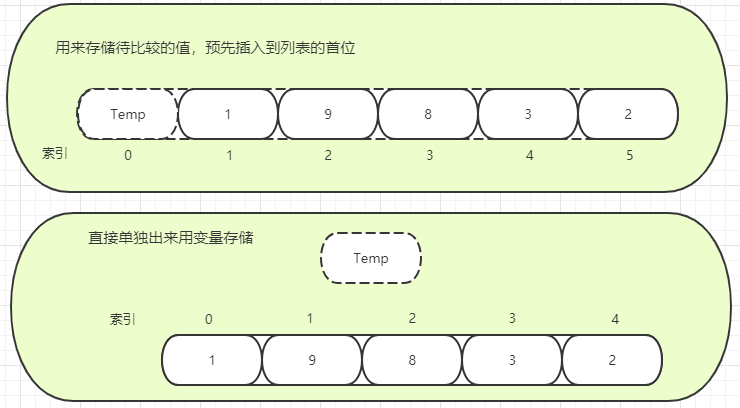 用来存储待比较的值，预先插入到列表的首位
Temp 1 9 8 3 2
索引 0 1 2 3 4 5
直接单独出来用变量存储
Temp
索引 0 1 2 3 4
1 9 8 3 2